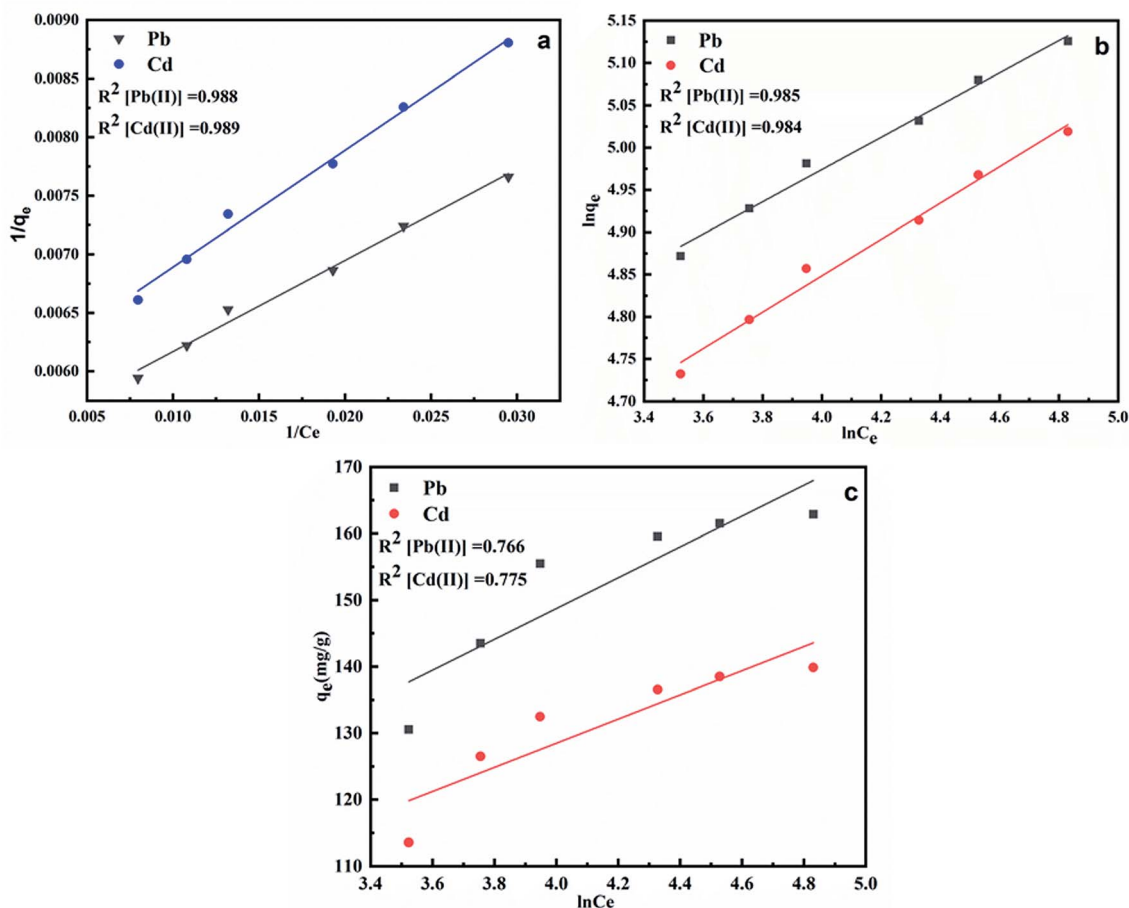 a
Pb
Cd
R² [Pb(II)] =0.988
R² [Cd(II)] =0.989
0.0090
0.0085
0.0080
0.0075
0.0070
0.0065
0.0060
1/qe
0.005 0.010 0.015 0.020 0.025 0.030
1/Ce
b
Pb
Cd
R² [Pb(II)] =0.985
R² [Cd(II)] =0.984
5.15
5.10
5.05
5.00
4.95
4.90
4.85
4.80
4.75
4.70
lnqe
3.4 3.6 3.8 4.0 4.2 4.4 4.6 4.8 5.0
lnCe
c
Pb
Cd
R² [Pb(II)] =0.766
R² [Cd(II)] =0.775
170
160
150
140
130
120
110
qe(mg/g)
3.4 3.6 3.8 4.0 4.2 4.4 4.6 4.8 5.0
lnCe